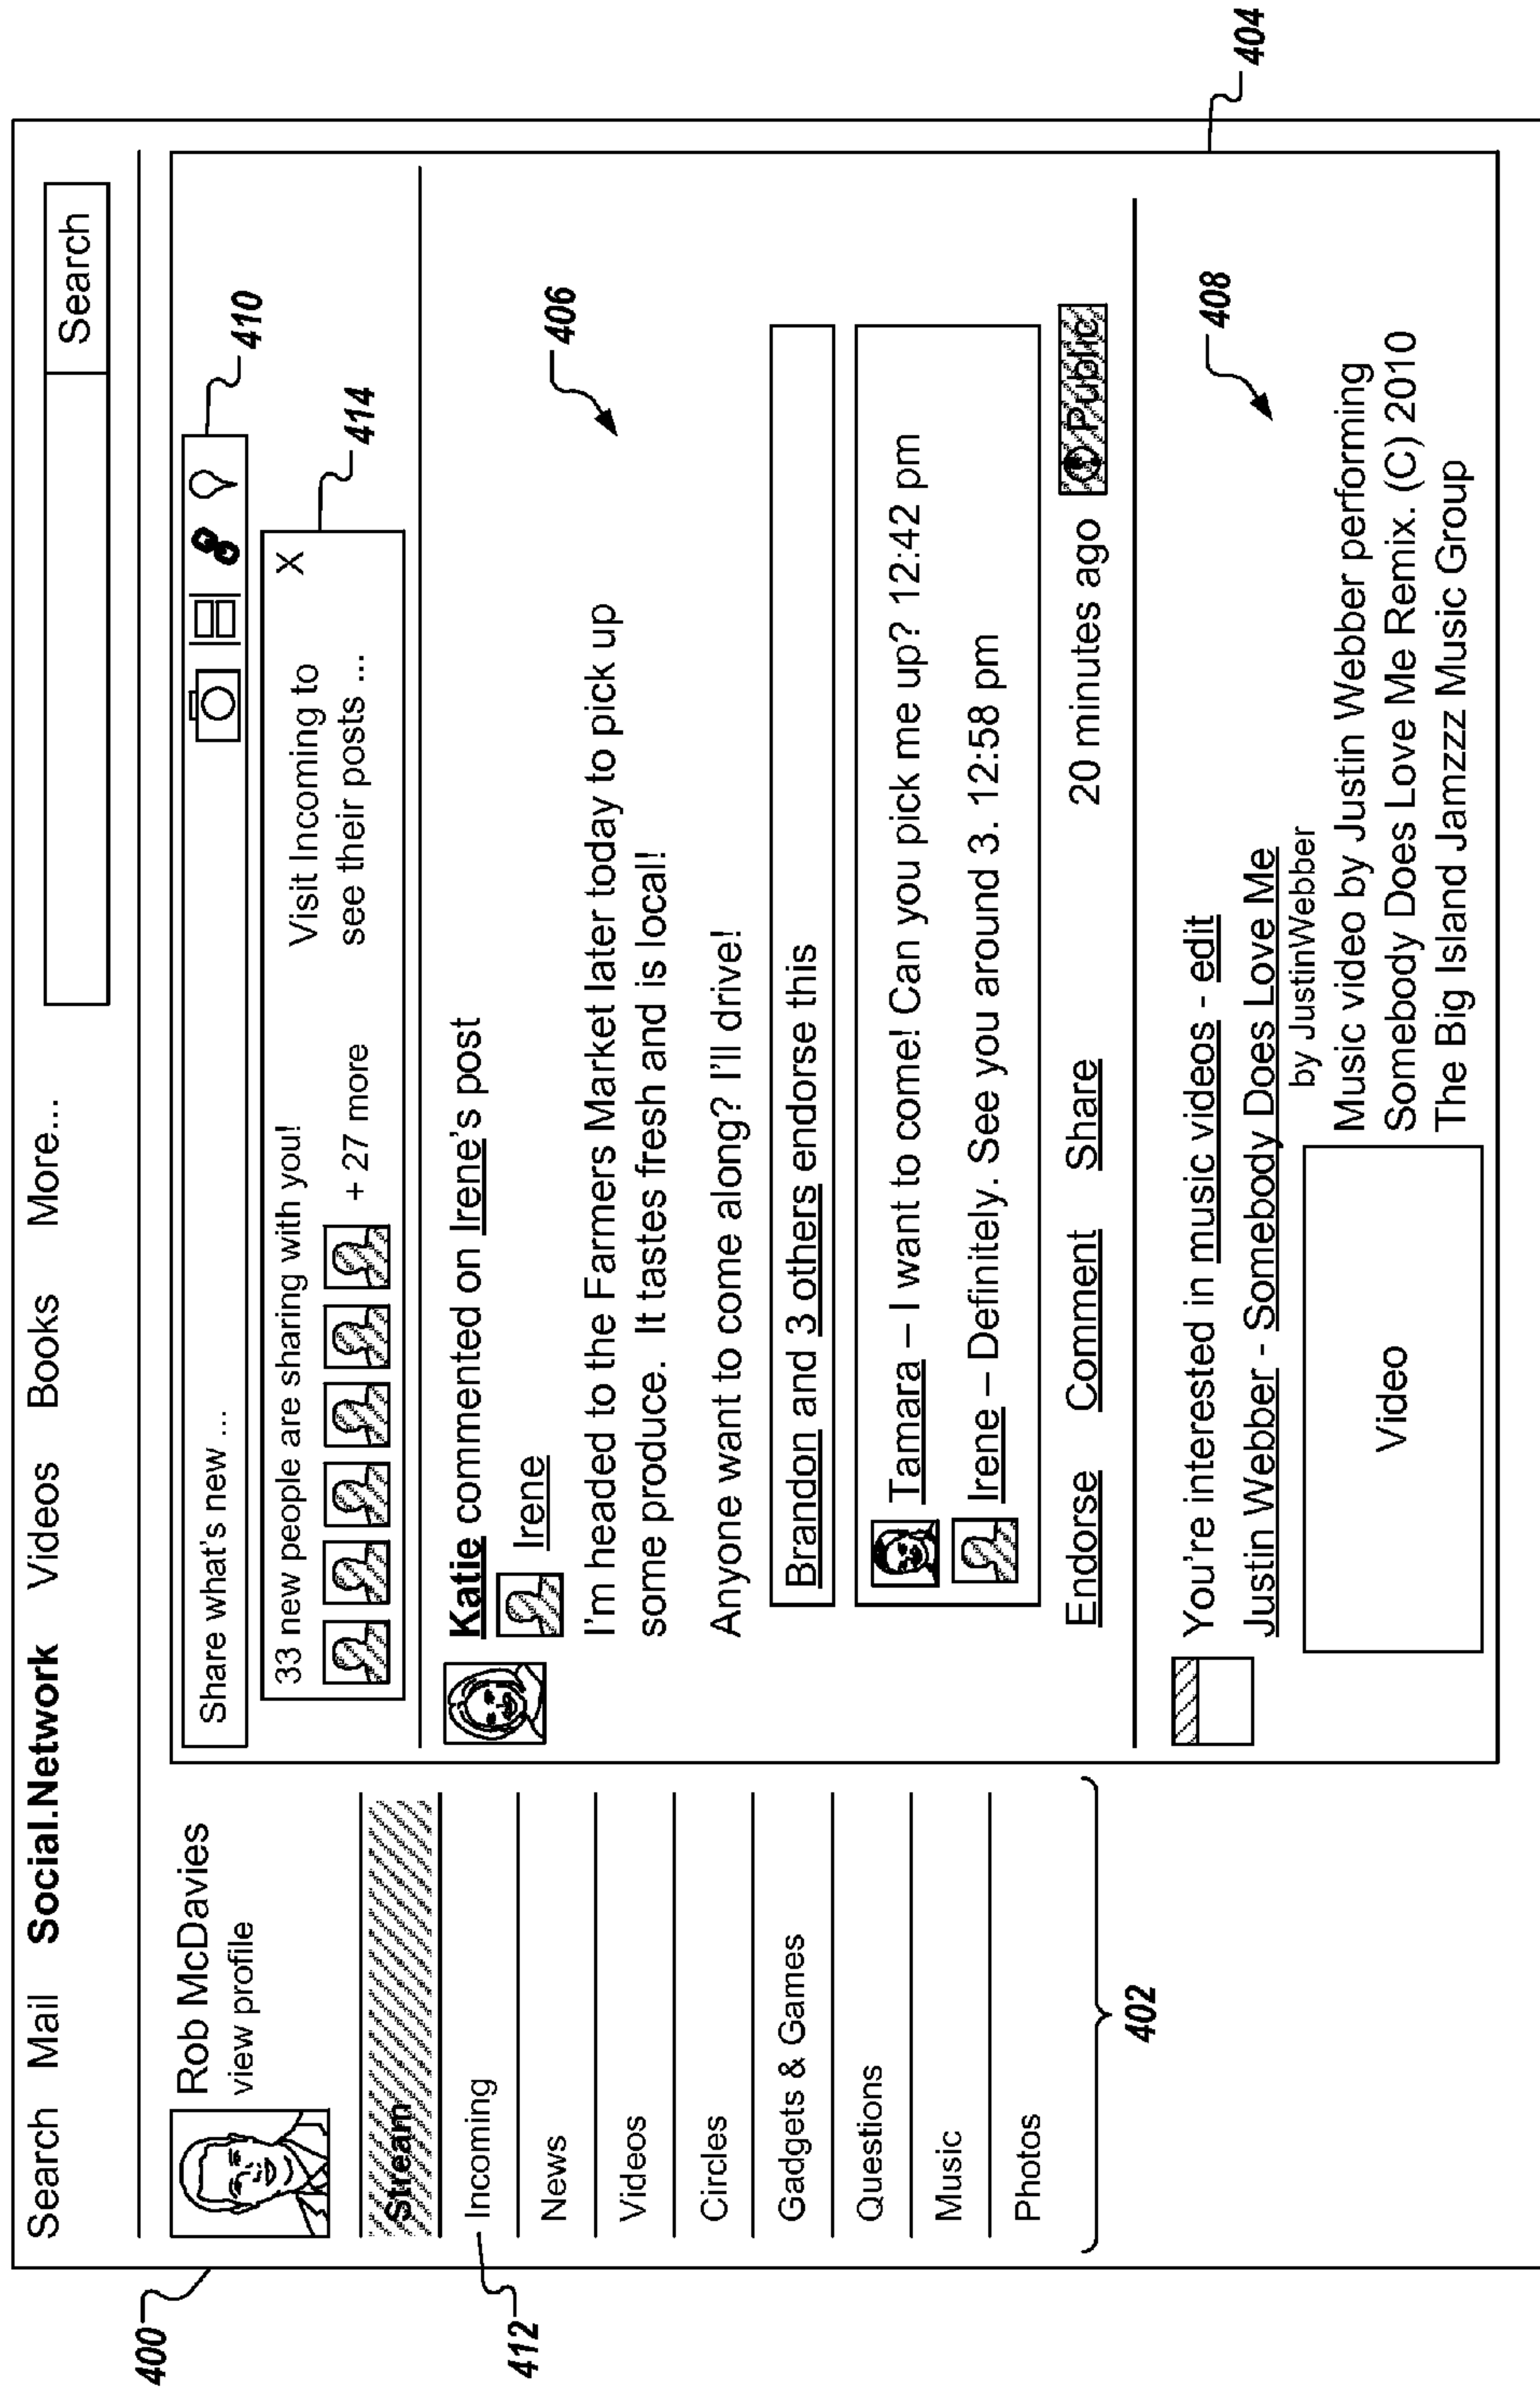 Search Mail Social.Network Videos Books More... Search
400
Rob McDavies
view profile
Stream
Incoming
412
News
Videos
Circles
Gadgets & Games
Questions
Music
Photos
402
Share what's new ...
410
33 new people are sharing with you!
+ 27 more
Visit Incoming to
see their posts ...
X
414
Katie commented on Irene's post
Irene
406
I'm headed to the Farmers Market later today to pick up
some produce. It tastes fresh and is local!
Anyone want to come along? I'll drive!
Brandon and 3 others endorse this
Tamara – I want to come! Can you pick me up? 12:42 pm
Irene – Definitely. See you around 3. 12:58 pm
Endorse Comment Share 20 minutes ago Public
404
You're interested in music videos - edit
408
Justin Webber - Somebody Does Love Me
by JustinWebber
Video
Music video by Justin Webber performing
Somebody Does Love Me Remix. (C) 2010
The Big Island Jamzzz Music Group